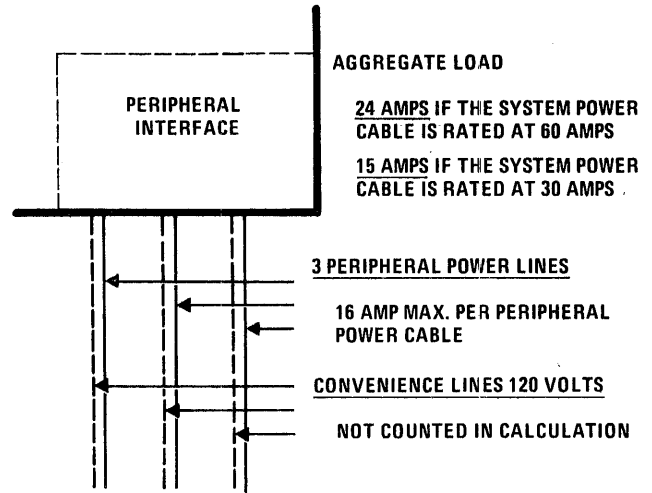 PERIPHERAL
INTERFACE
AGGREGATE LOAD
24 AMPS IF THE SYSTEM POWER
CABLE IS RATED AT 60 AMPS
15 AMPS IF THE SYSTEM POWER
CABLE IS RATED AT 30 AMPS
3 PERIPHERAL POWER LINES
16 AMP MAX. PER PERIPHERAL
POWER CABLE
CONVENIENCE LINES 120 VOLTS
NOT COUNTED IN CALCULATION